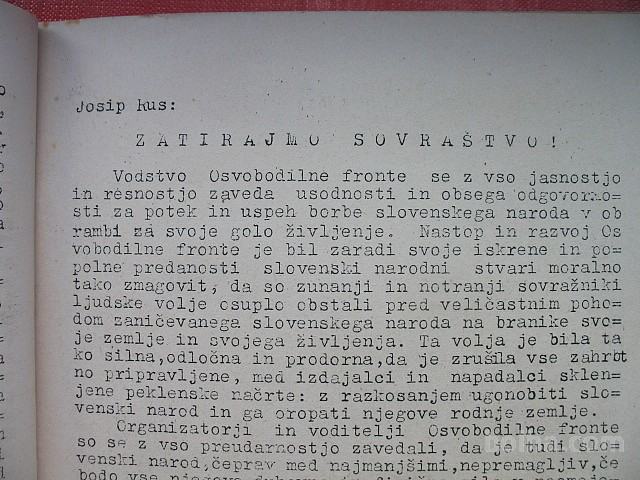 Josip Rus:
ZATIRAJMO SOVRAŠTVO!
Vodstvo Osvobodilne fronte se z vso jasnostjo
in resnostjo zaveda usodnosti in obsega odgovorno=
sti za potek in uspeh borbe slovenskega naroda v ob
rambi za svoje golo življenje. Nastop in razvoj Os
vobodilne fronte je bil zaradi svoje iskrene in po=
polne predanosti slovenski narodni stvari moralno
tako zmagovit, da so zunanji in notranji sovražniki
ljudske volje osuplo obstali pred veličastnim poho=
dom zaničevanega slovenskega naroda na branike svo=
je zemlje in svojega življenja. Ta volja je bila ta
ko silna,odločna in prodorna,da je zrušila vse zahrbt
no pripravljene, med izdajalci in napadalci sklen=
jene peklenske načrte: z razkosanjem ugonobiti slo=
venski narod in ga oropati njegove rodnje zemlje.
Organizatorji in voditelji Osvobodilne fronte
so se z vso preudarnostjo zavedali, da je tudi slo
venski narod,čeprav med najmanjšimi,nepremagljiv,če
bodo vse njegove
bolha.com